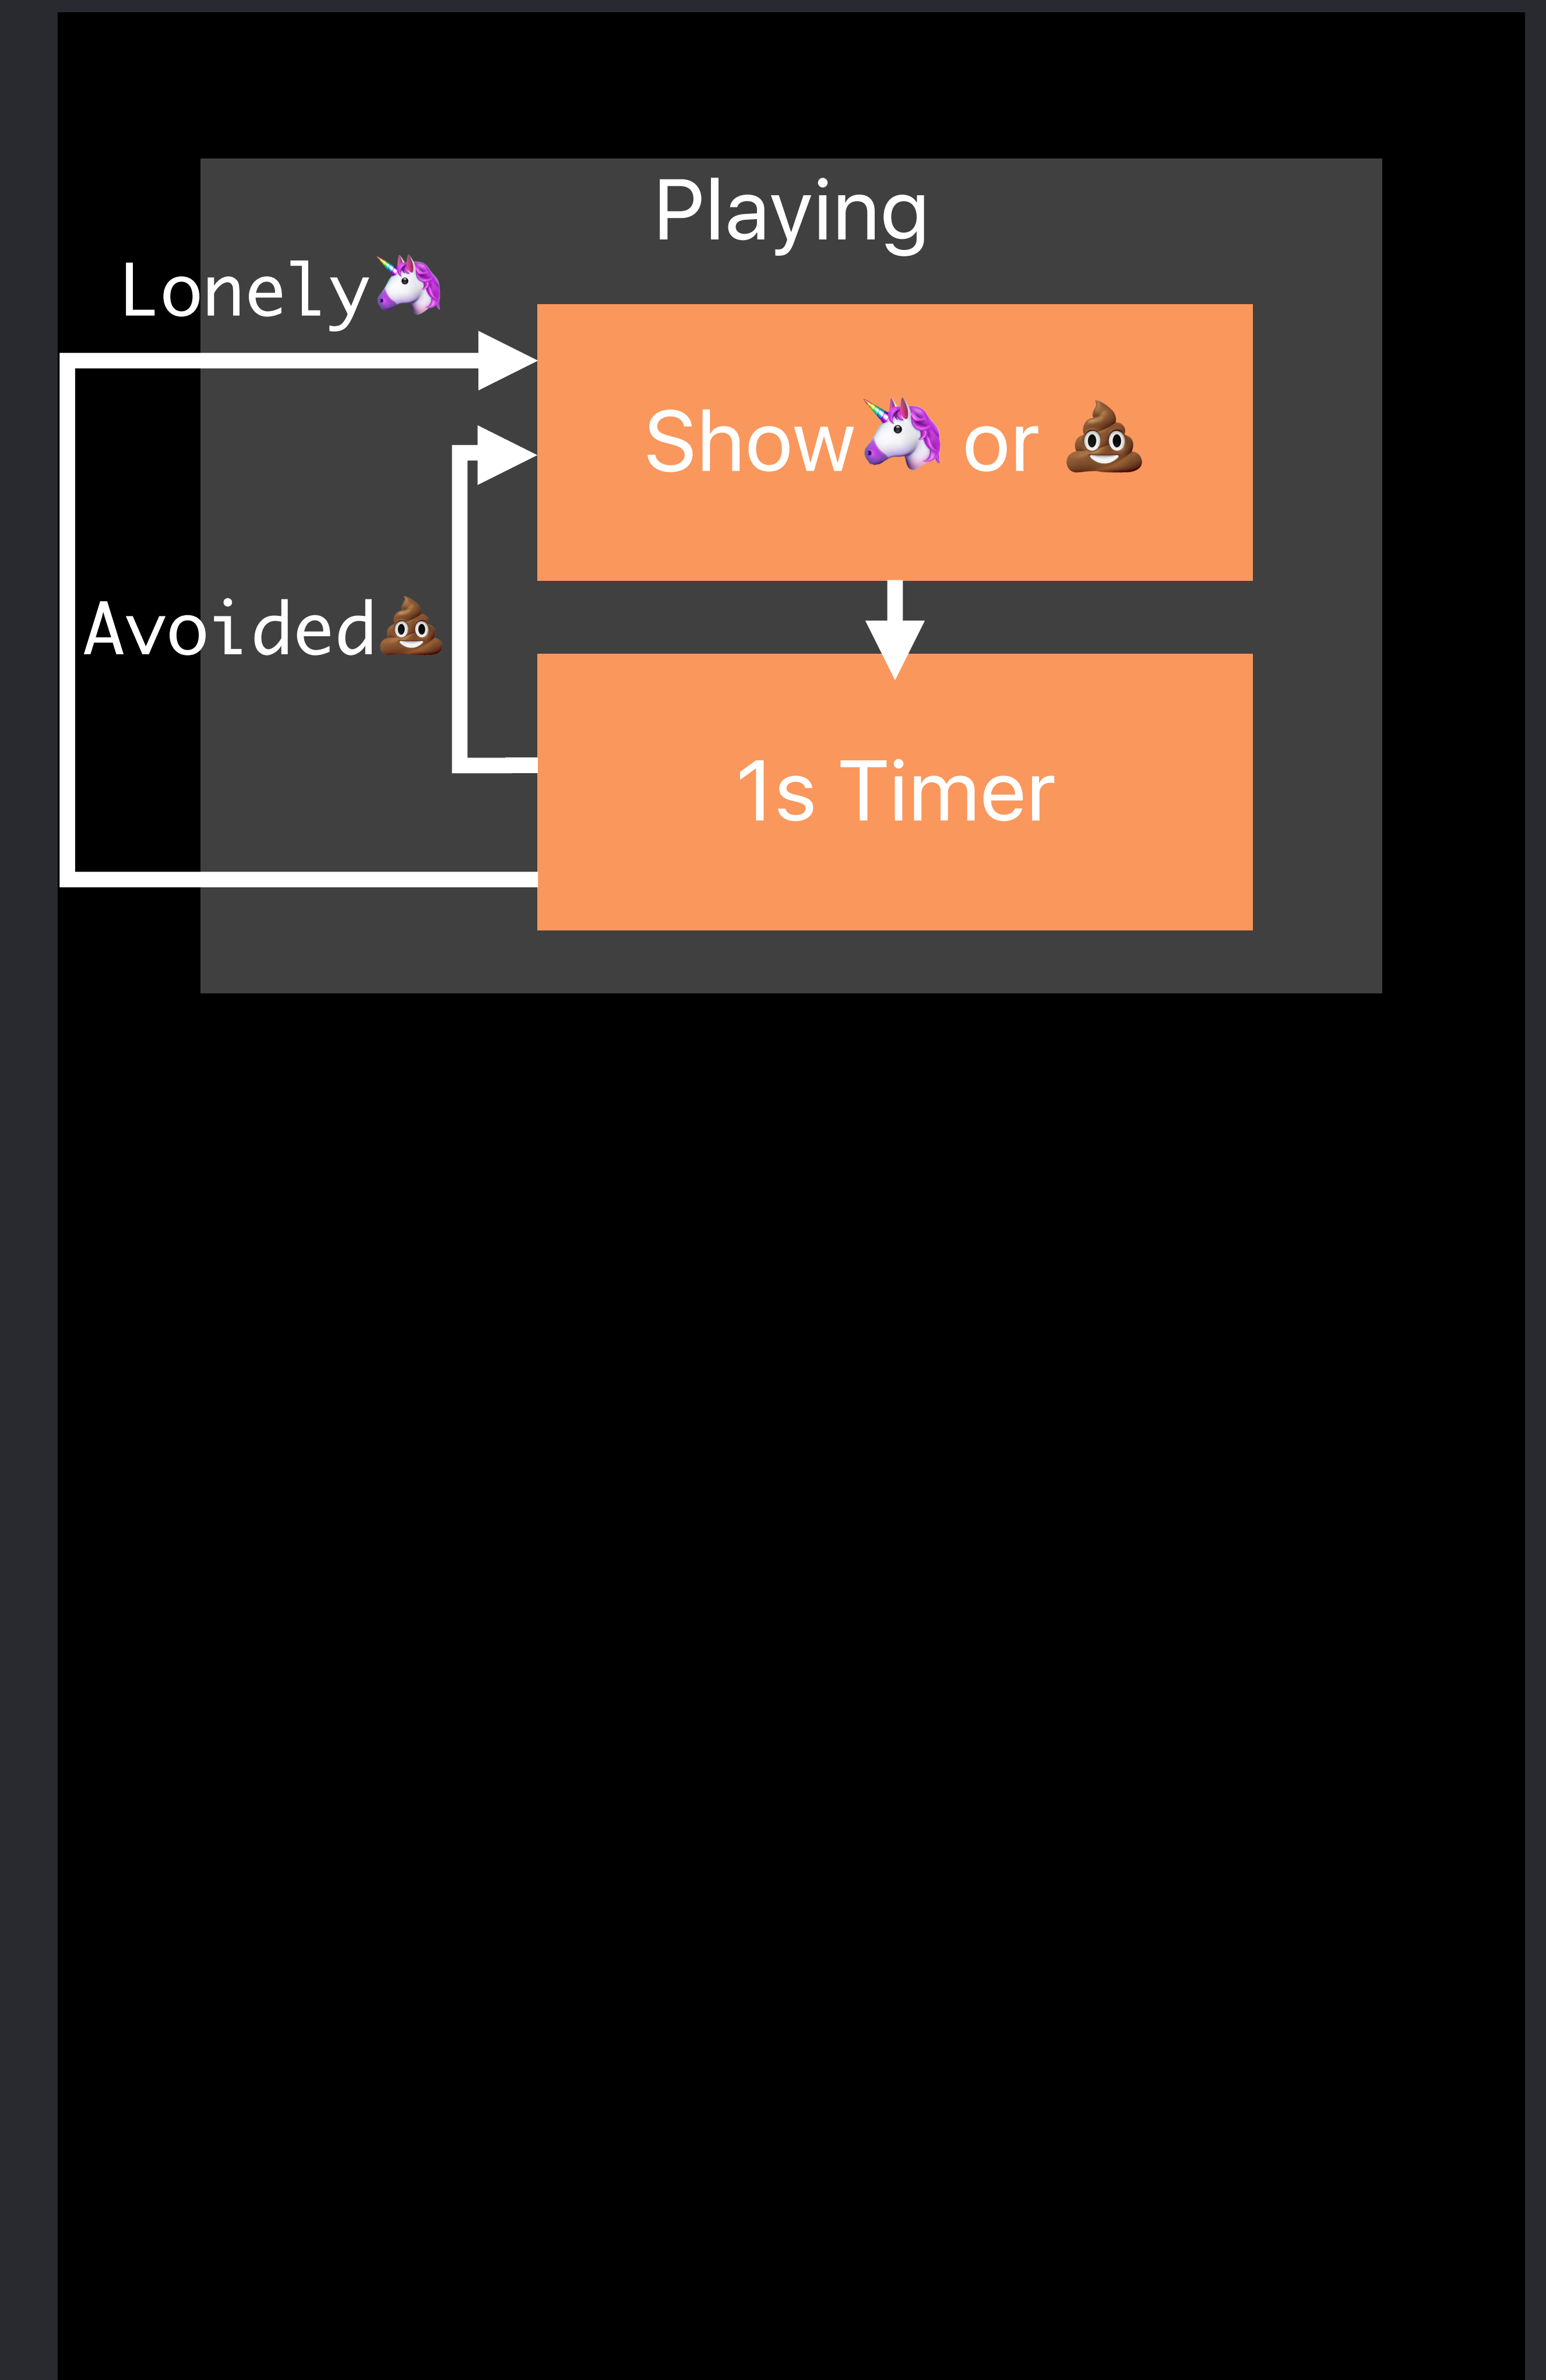 Playing
Lonely🦄
Show🦄 or 💩
Avoided💩
1s Timer